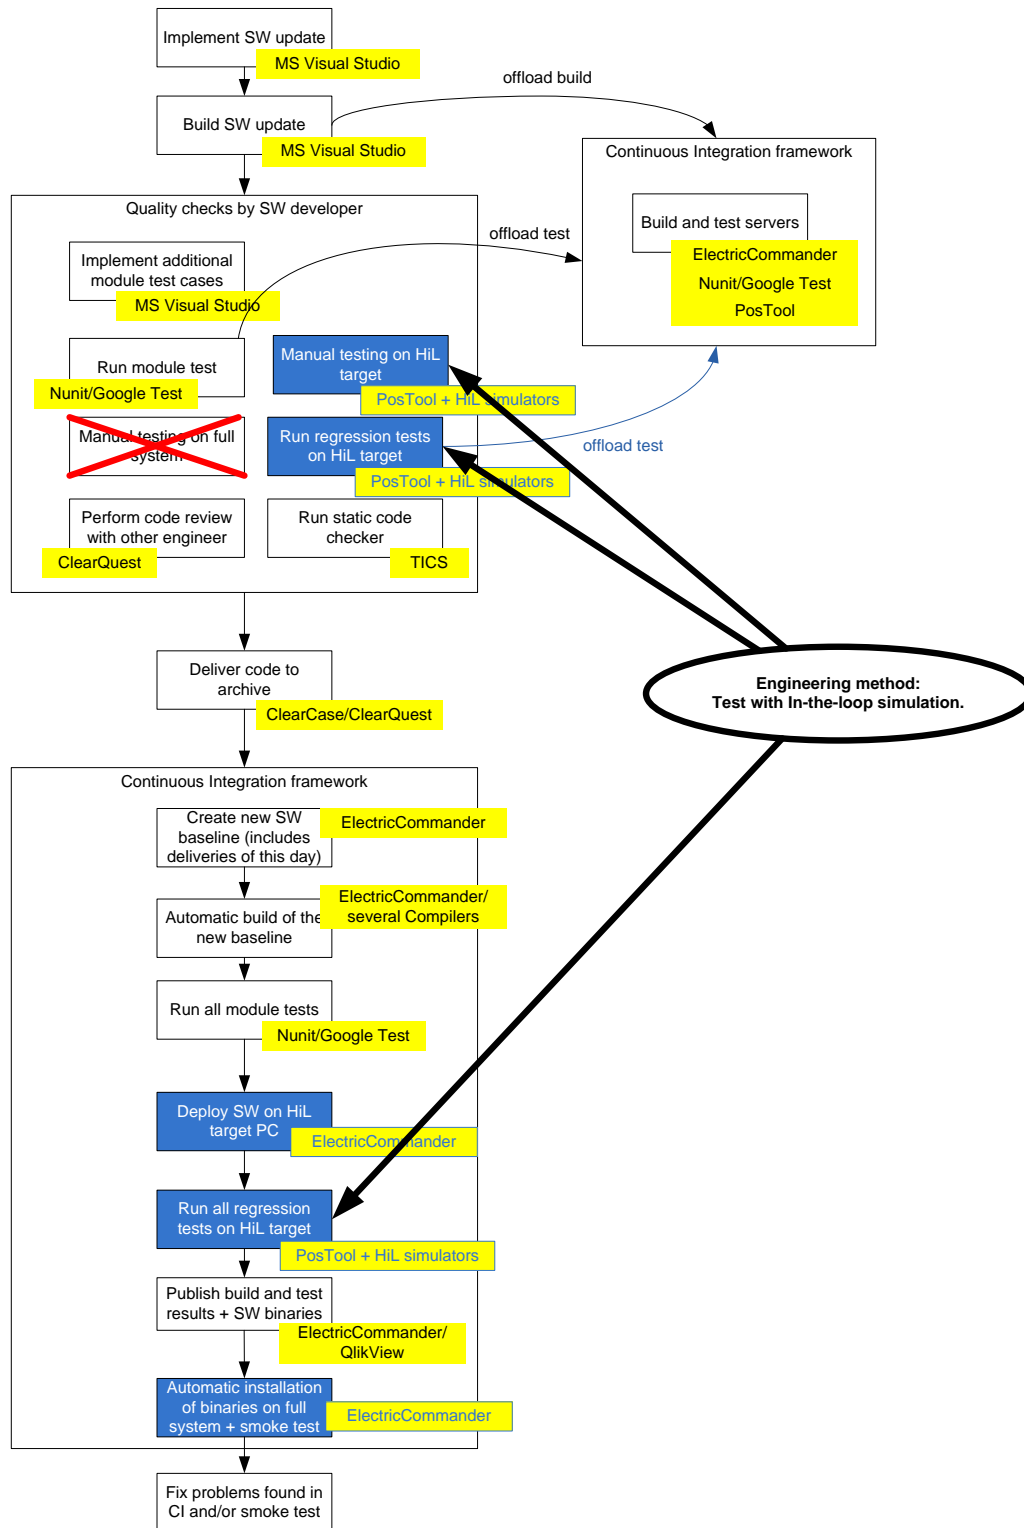 Implement SW update
MS Visual Studio
offload build
Build SW update
MS Visual Studio
Continuous Integration framework
Build and test servers
ElectricCommander
Nunit/Google Test
PosTool
Quality checks by SW developer
offload test
Implement additional
module test cases
MS Visual Studio
Run module test
Nunit/Google Test
Manual testing on HiL
target
PosTool + HiL simulators
Manual testing on full
system
Run regression tests
on HiL target
PosTool + HiL simulators
offload test
Perform code review
with other engineer
ClearQuest
Run static code
checker
TICS
Deliver code to
archive
ClearCase/ClearQuest
Engineering method:
Test with In-the-loop simulation.
Continuous Integration framework
Create new SW
baseline (includes
deliveries of this day)
ElectricCommander
Automatic build of the
new baseline
ElectricCommander/
several Compilers
Run all module tests
Nunit/Google Test
Deploy SW on HiL
target PC
ElectricCommander
Run all regression
tests on HiL target
PosTool + HiL simulators
Publish build and test
results + SW binaries
ElectricCommander/
QlikView
Automatic installation
of binaries on full
system + smoke test
ElectricCommander
Fix problems found in
CI and/or smoke test